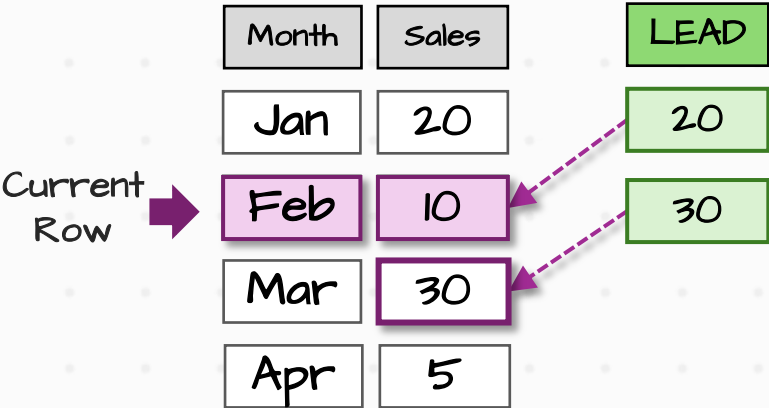 Month Sales LEAD
Jan 20 20
Current Row
Feb 10 30
Mar 30
Apr 5